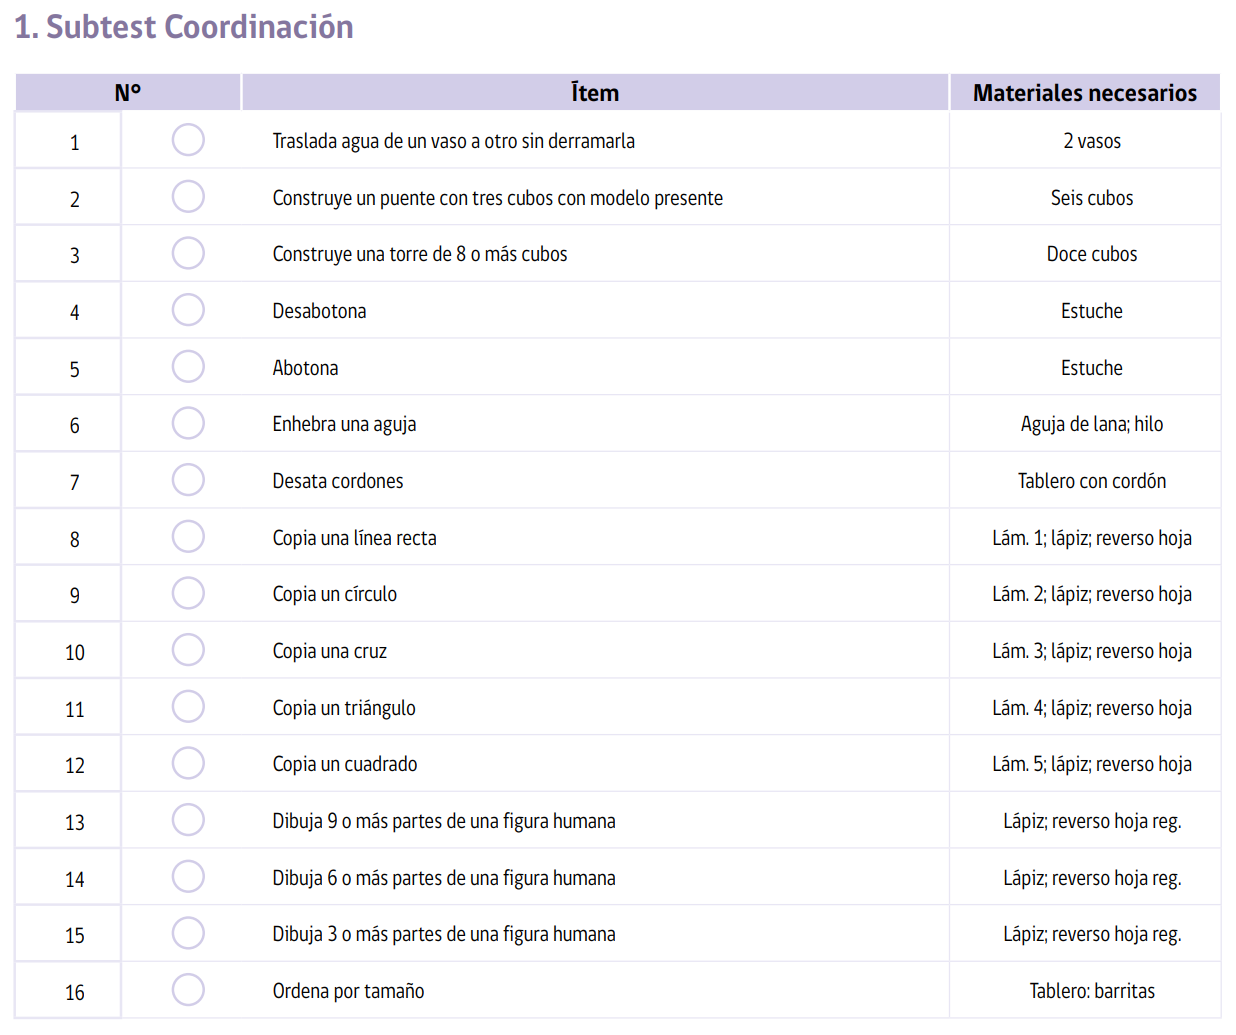 1. Subtest Coordinación
N° Ítem Materiales necesarios
1 Traslada agua de un vaso a otro sin derramarla 2 vasos
2 Construye un puente con tres cubos con modelo presente Seis cubos
3 Construye una torre de 8 o más cubos Doce cubos
4 Desabotona Estuche
5 Abotona Estuche
6 Enhebra una aguja Aguja de lana; hilo
7 Desata cordones Tablero con cordón
8 Copia una línea recta Lám. 1; lápiz; reverso hoja
9 Copia un círculo Lám. 2; lápiz; reverso hoja
10 Copia una cruz Lám. 3; lápiz; reverso hoja
11 Copia un triángulo Lám. 4; lápiz; reverso hoja
12 Copia un cuadrado Lám. 5; lápiz; reverso hoja
13 Dibuja 9 o más partes de una figura humana Lápiz; reverso hoja reg.
14 Dibuja 6 o más partes de una figura humana Lápiz; reverso hoja reg.
15 Dibuja 3 o más partes de una figura humana Lápiz; reverso hoja reg.
16 Ordena por tamaño Tablero: barritas